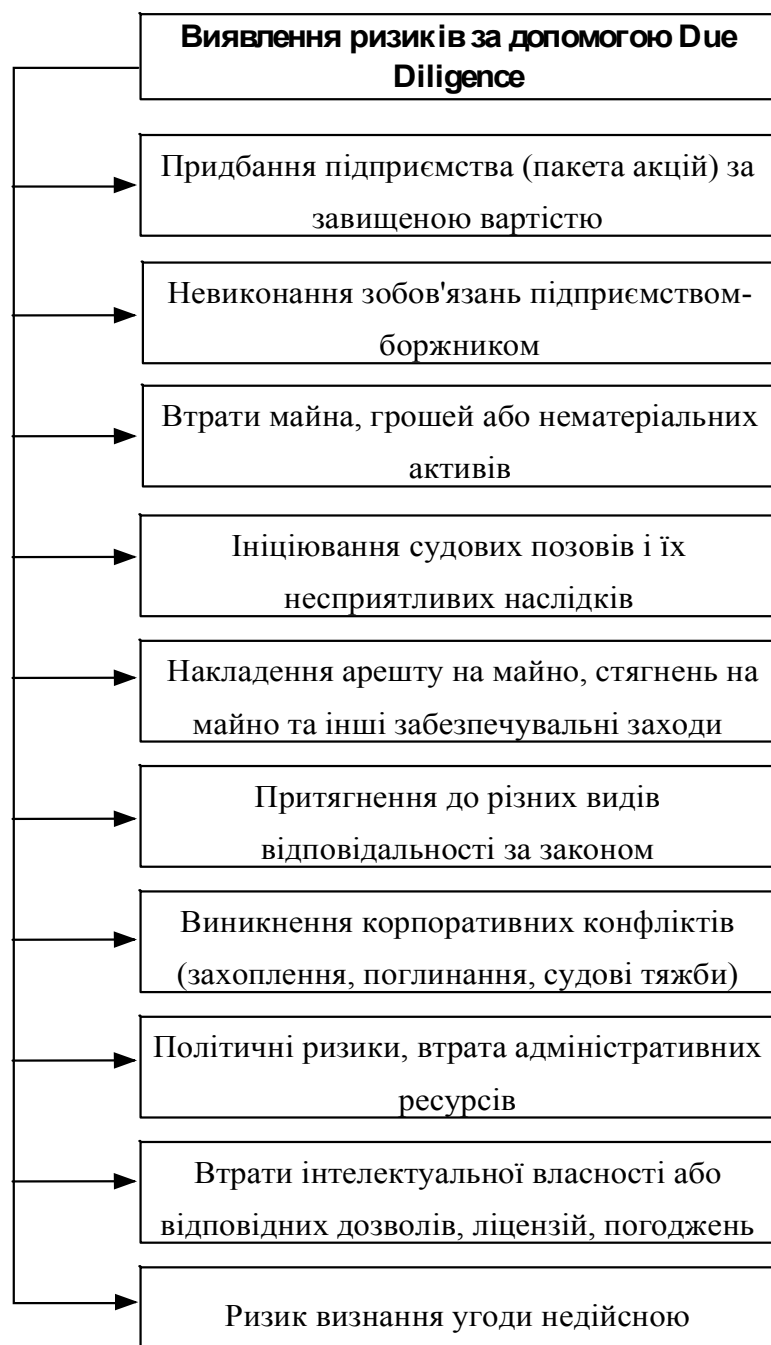 Виявлення ризиків за допомогою Due
Diligence
Придбання підприємства (пакета акцій) за
завищеною вартістю
Невиконання зобов'язань підприємством-
боржником
Втрати майна, грошей або нематеріальних
активів
Ініціювання судових позовів і їх
несприятливих наслідків
Накладення арешту на майно, стягнень на
майно та інші забезпечувальні заходи
Притягнення до різних видів
відповідальності за законом
Виникнення корпоративних конфліктів
(захоплення, поглинання, судові тяжби)
Політичні ризики, втрата адміністративних
ресурсів
Втрати інтелектуальної власності або
відповідних дозволів, ліцензій, погоджень
Ризик визнання угоди недійсною